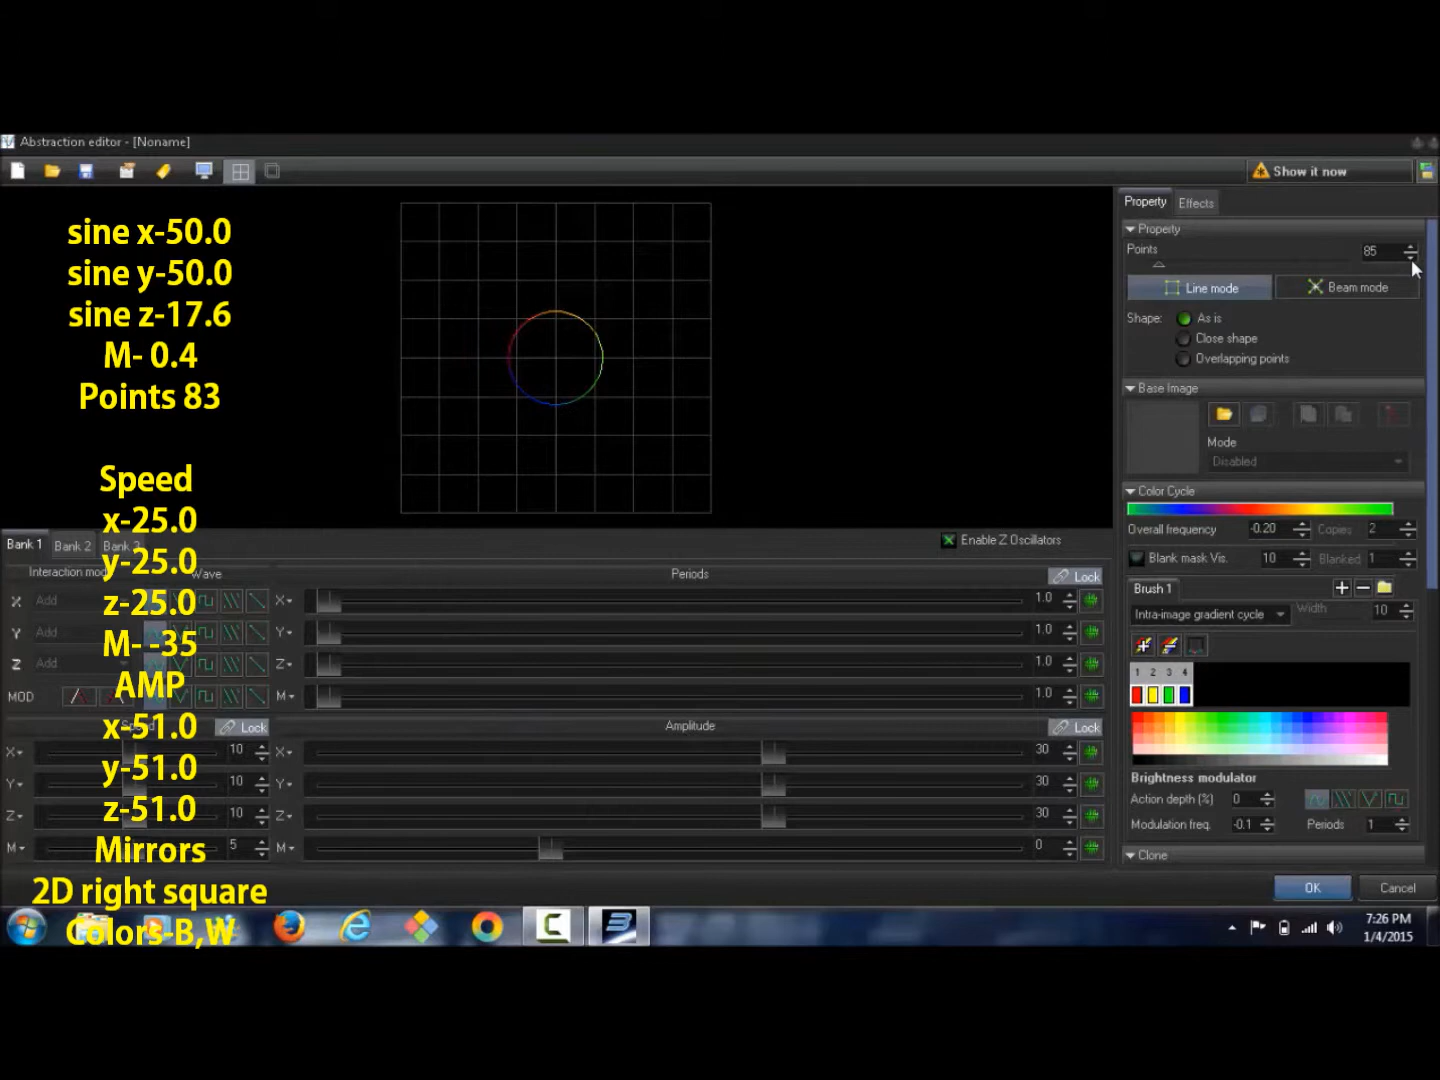 Abstraction editor - [Noname]
Show it now
sine x-50.0
sine y-50.0
sine z-17.6
M- 0.4
Points 83
Speed
x-25.0
y-25.0
z-25.0
M- -35
AMP
x-51.0
y-51.0
z-51.0
Mirrors
2D right square
Colors-B,W
Property Effects
Property
Points 85
Line mode Beam mode
Shape: As is
Close shape
Overlapping points
Base Image
Mode
Disabled
Color Cycle
Overall frequency -0.20 Copies 2
Blank mask Vis. 10 Blanked 1
Brush 1
Intra-image gradient cycle Width 10
1 2 3 4
Brightness modulator
Action depth (%) 0
Modulation freq. -0.1 Periods 1
Clone
OK Cancel
Bank 1 Bank 2 Bank 3 Enable Z Oscillators
Interaction mod Wave Periods Lock
X Add X 1.0
Y Add Y 1.0
Z Add Z 1.0
MOD M 1.0
Lock Amplitude Lock
X 10 X 30
Y 10 Y 30
Z 10 Z 30
M 5 M 0
7:26 PM
1/4/2015